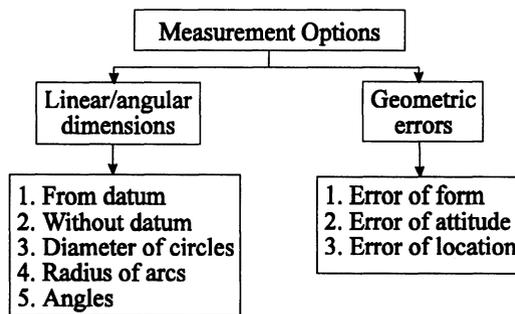 Measurement Options
Linear/angular
dimensions
Geometric
errors
1. From datum
2. Without datum
3. Diameter of circles
4. Radius of arcs
5. Angles
1. Error of form
2. Error of attitude
3. Error of location